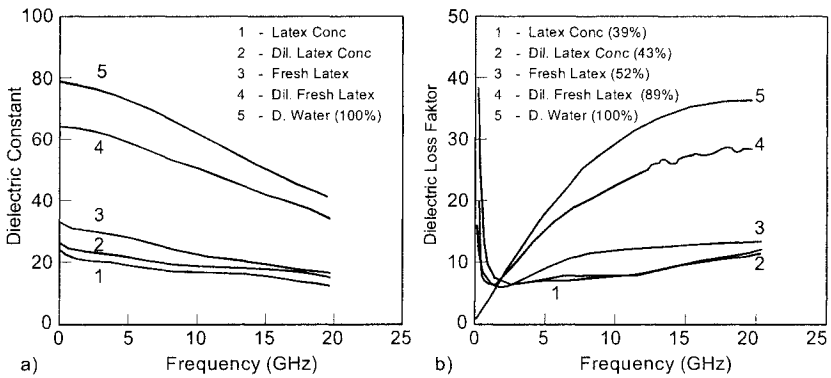 100
80
60
40
20
0
0 5 10 15 20 25
Dielectric Constant
Frequency (GHz)
a)
1 - Latex Conc
2 - Dil. Latex Conc
3 - Fresh Latex
4 - Dil. Fresh Latex
5 - D. Water (100%)
5
4
3
2
1
50
40
30
20
10
0
0 5 10 15 20 25
Dielectric Loss Faktor
Frequency (GHz)
b)
1 - Latex Conc (39%)
2 - Dil. Latex Conc (43%)
3 - Fresh Latex (52%)
4 - Dil. Fresh Latex (89%)
5 - D. Water (100%)
5
4
3
2
1